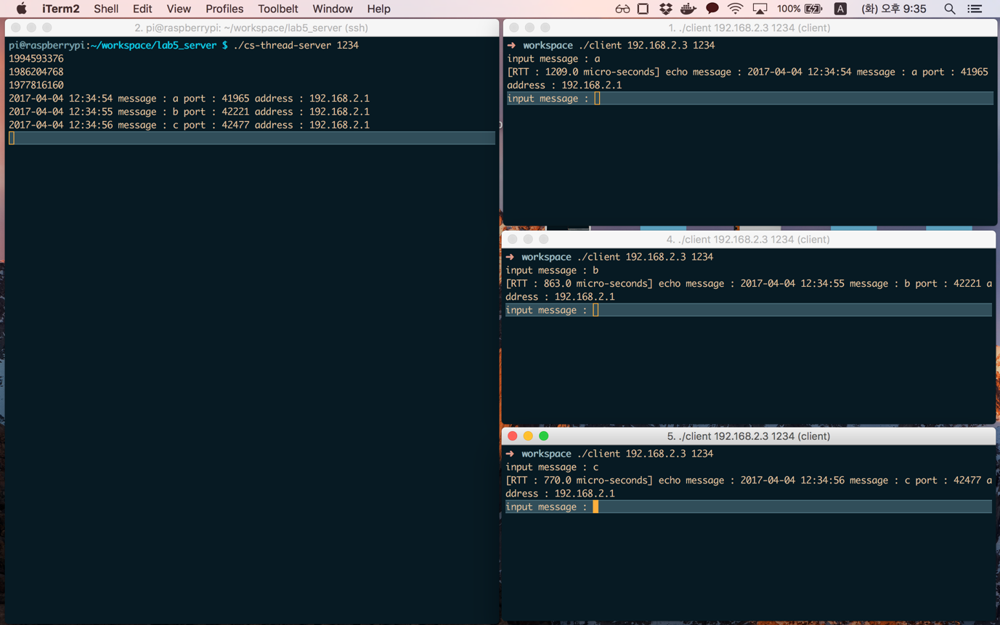 iTerm2 Shell Edit View Profiles Toolbelt Window Help 100% A (화) 오후 9:35
2. pi@raspberrypi: ~/workspace/lab5_server (ssh)
pi@raspberrypi:~/workspace/lab5_server $ ./cs-thread-server 1234
1994593376
1986204768
1977816160
2017-04-04 12:34:54 message : a port : 41965 address : 192.168.2.1
2017-04-04 12:34:55 message : b port : 42221 address : 192.168.2.1
2017-04-04 12:34:56 message : c port : 42477 address : 192.168.2.1
1. ./client 192.168.2.3 1234 (client)
➜ workspace ./client 192.168.2.3 1234
input message : a
[RTT : 1209.0 micro-seconds] echo message : 2017-04-04 12:34:54 message : a port : 41965
address : 192.168.2.1
input message :
4. ./client 192.168.2.3 1234 (client)
➜ workspace ./client 192.168.2.3 1234
input message : b
[RTT : 863.0 micro-seconds] echo message : 2017-04-04 12:34:55 message : b port : 42221 a
ddress : 192.168.2.1
input message :
5. ./client 192.168.2.3 1234 (client)
➜ workspace ./client 192.168.2.3 1234
input message : c
[RTT : 770.0 micro-seconds] echo message : 2017-04-04 12:34:56 message : c port : 42477 a
ddress : 192.168.2.1
input message :